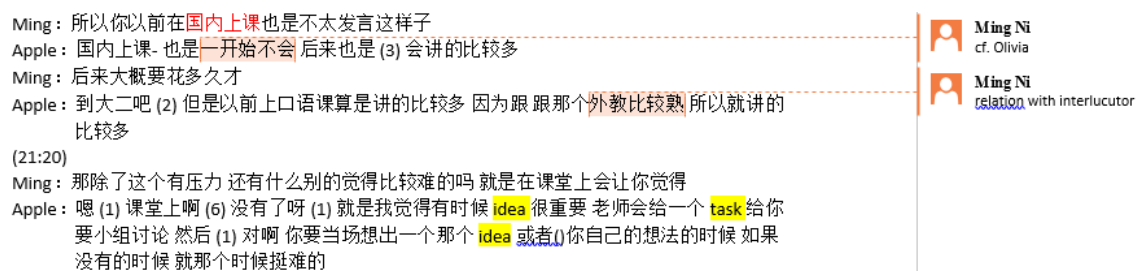 Ming：所以你以前在国内上课也是不太发言这样子
Apple：国内上课- 也是一开始不会 后来也是 (3) 会讲的比较多
Ming：后来大概要花多久才
Apple：到大二吧 (2) 但是以前上口语课算是讲的比较多 因为跟 跟那个外教比较熟 所以就讲的
比较多
(21:20)
Ming：那除了这个有压力 还有什么别的觉得比较难的吗 就是在课堂上会让你觉得
Apple：嗯 (1) 课堂上啊 (6) 没有了呀 (1) 就是我觉得有时候 idea 很重要 老师会给一个 task 给你
要小组讨论 然后 (1) 对啊 你要当场想出一个那个 idea 或者()你自己的想法的时候 如果
没有的时候 就那个时候挺难的
Ming Ni
cf. Olivia
Ming Ni
relation with interlucutor